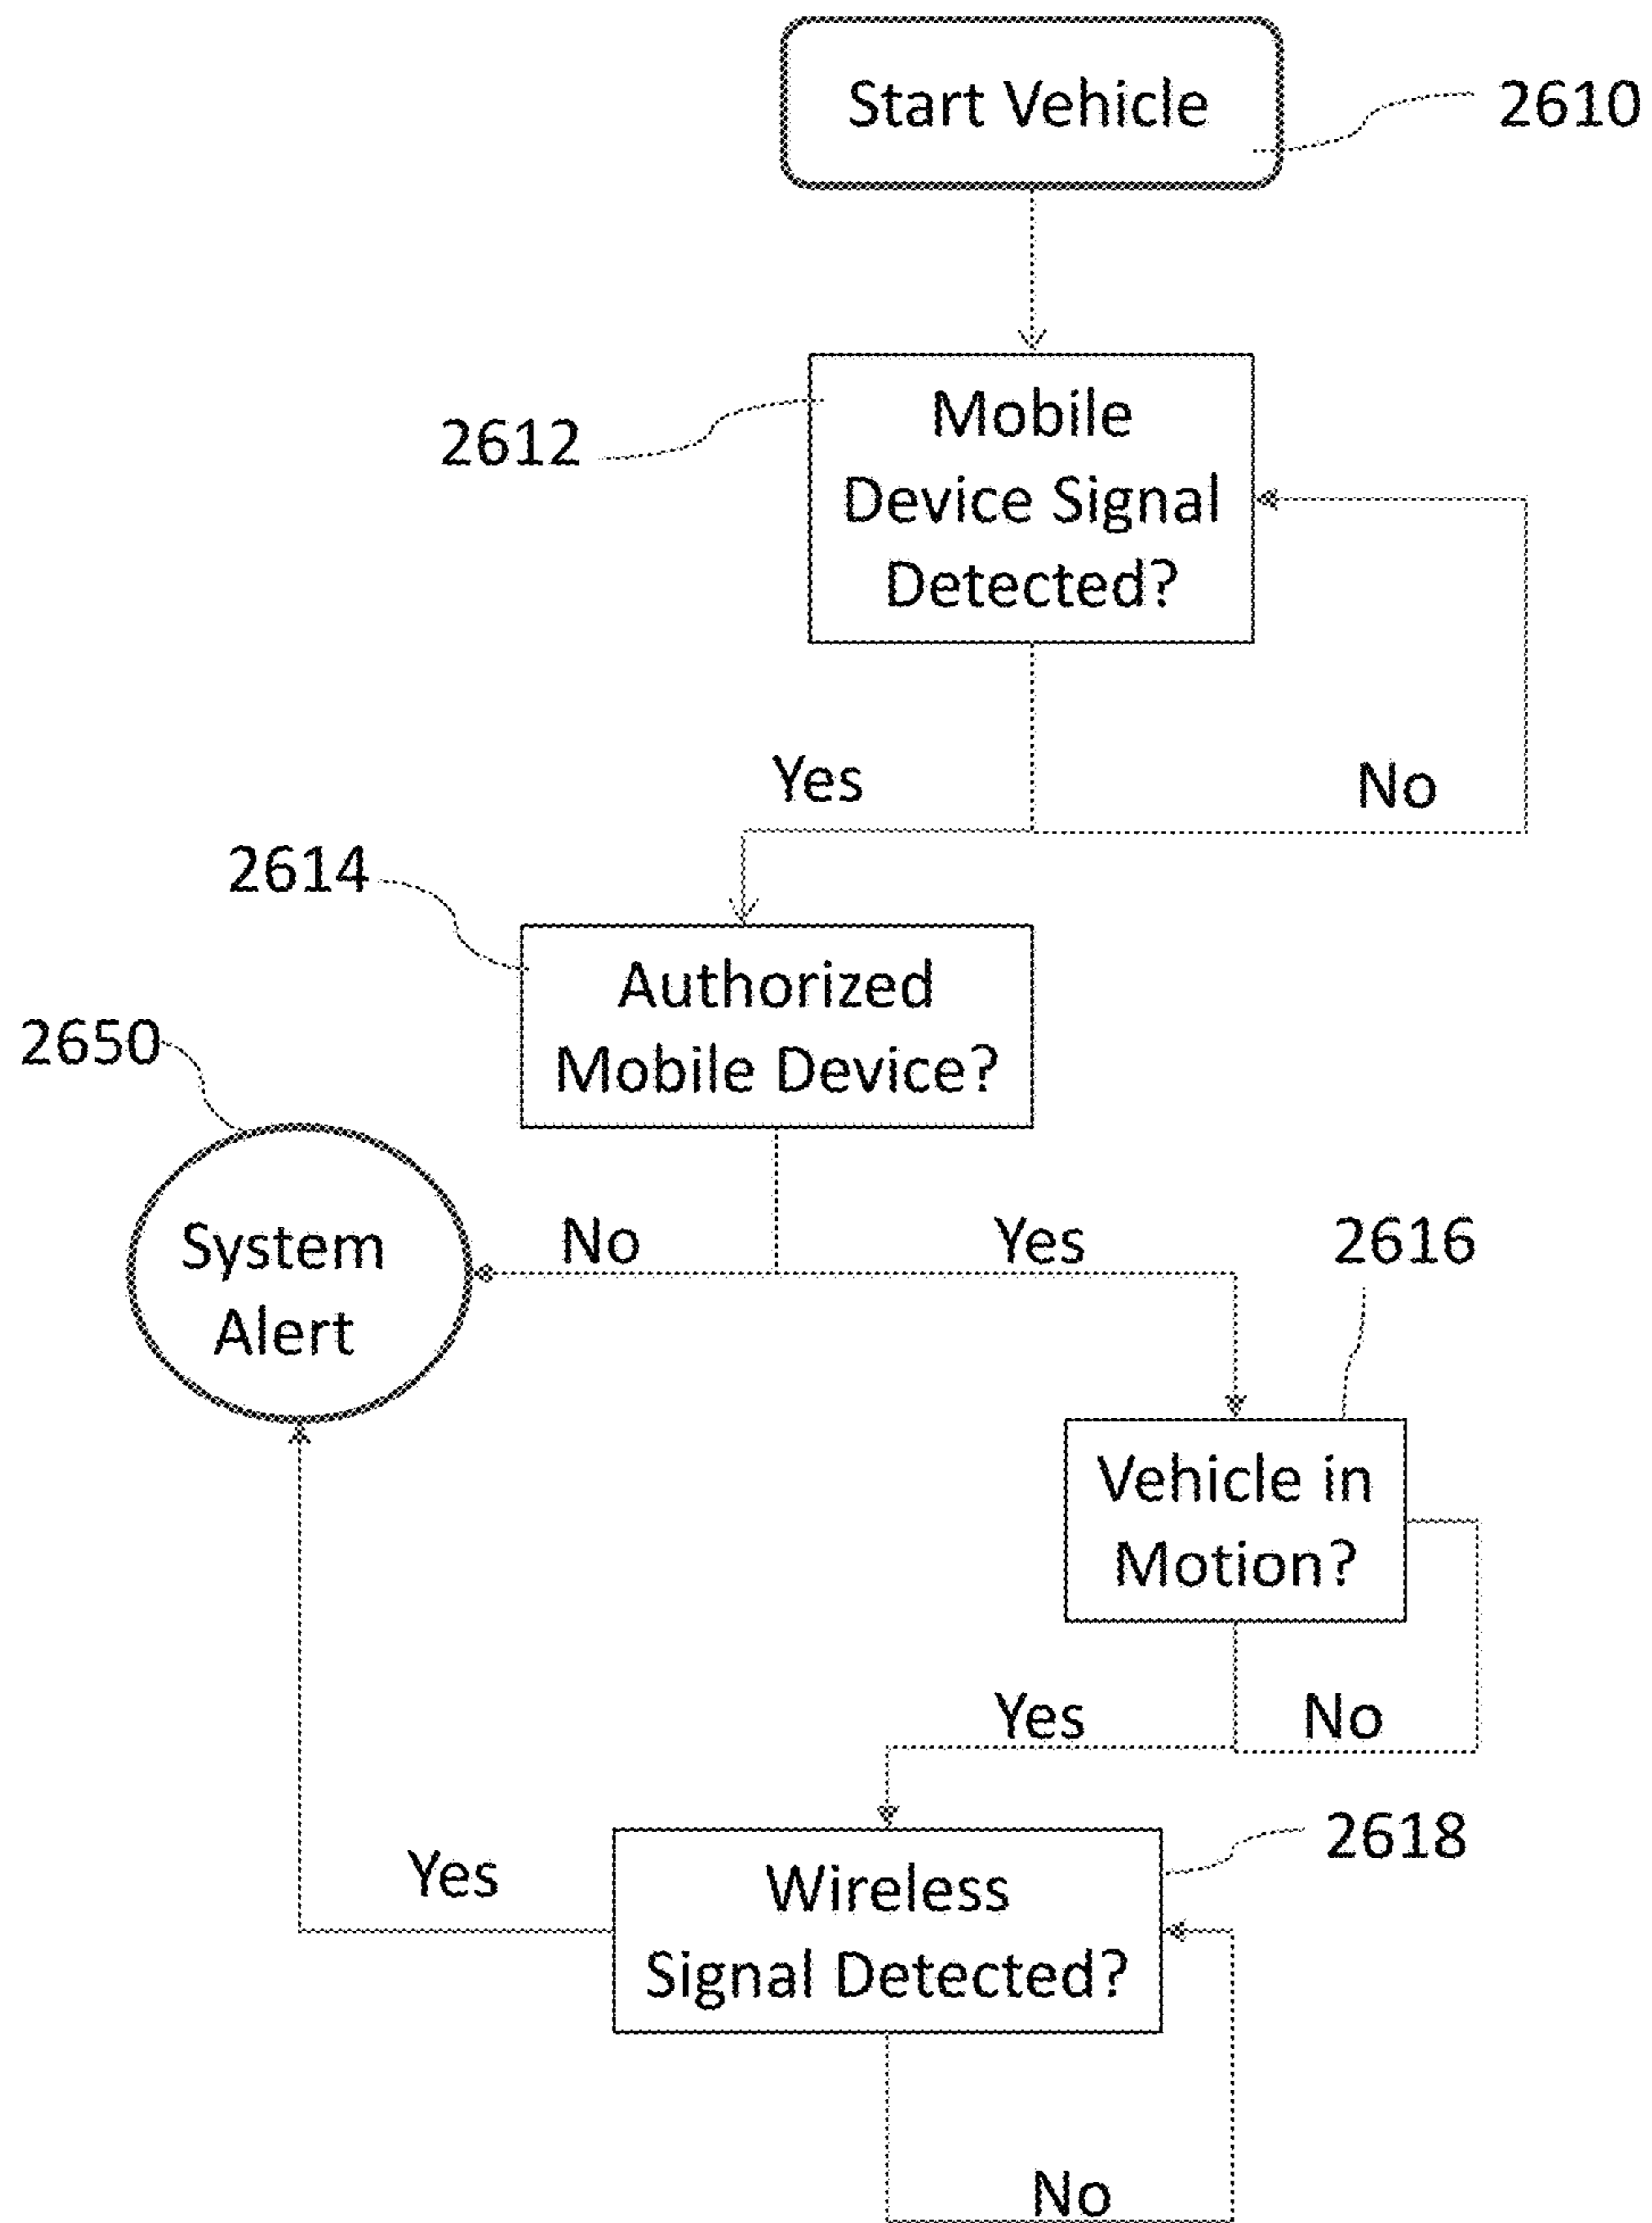 Start Vehicle
2610
2612
Mobile
Device Signal
Detected?
Yes
No
2614
Authorized
Mobile Device?
2650
System
Alert
No
Yes
2616
Vehicle in
Motion?
Yes
No
2618
Yes
Wireless
Signal Detected?
No